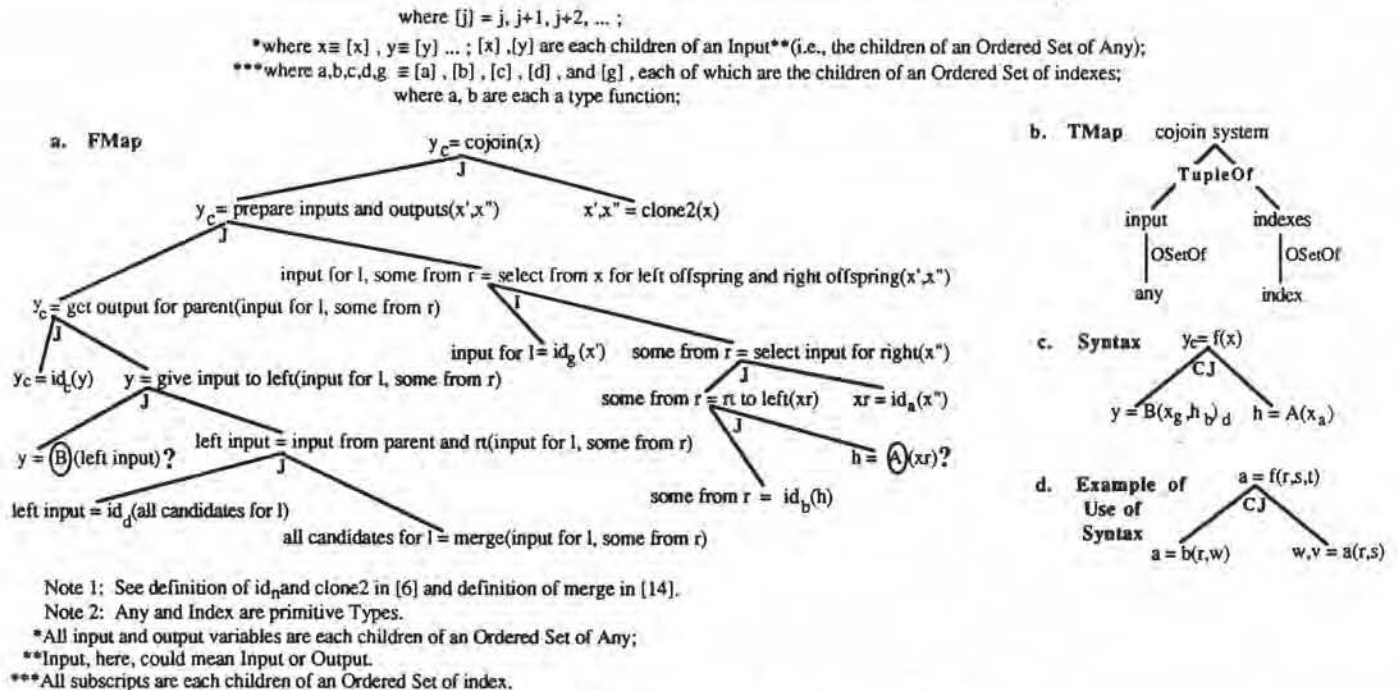 where [j] = j, j+1, j+2, ... ;
*where x≡ [x] , y≡ [y] ... ; [x] ,[y] are each children of an Input**(i.e., the children of an Ordered Set of Any);
***where a,b,c,d,g ≡ [a] , [b] , [c] , [d] , and [g] , each of which are the children of an Ordered Set of indexes;
where a, b are each a type function;
a. FMap
y_c= cojoin(x)
J
y_c= prepare inputs and outputs(x',x")
x',x" = clone2(x)
J
input for l, some from r = select from x for left offspring and right offspring(x',x")
I
y_c= get output for parent(input for l, some from r)
J
input for l= id_g(x')
some from r = select input for right(x")
J
y_c= id_c(y)
y = give input to left(input for l, some from r)
J
some from r = rt to left(xr)
xr = id_a(x")
J
left input = input from parent and rt(input for l, some from r)
J
y = B(left input)?
h = A(xr)?
some from r = id_b(h)
left input = id_d(all candidates for l)
all candidates for l = merge(input for l, some from r)
b. TMap
cojoin system
TupleOf
input
indexes
OSetOf
OSetOf
any
index
c. Syntax
y_c= f(x)
CJ
y = B(x_g,h_b)_d
h = A(x_a)
d. Example of
Use of
Syntax
a = f(r,s,t)
CJ
a = b(r,w)
w,v = a(r,s)
Note 1: See definition of id_n and clone2 in [6] and definition of merge in [14].
Note 2: Any and Index are primitive Types.
*All input and output variables are each children of an Ordered Set of Any;
**Input, here, could mean Input or Output.
***All subscripts are each children of an Ordered Set of index.